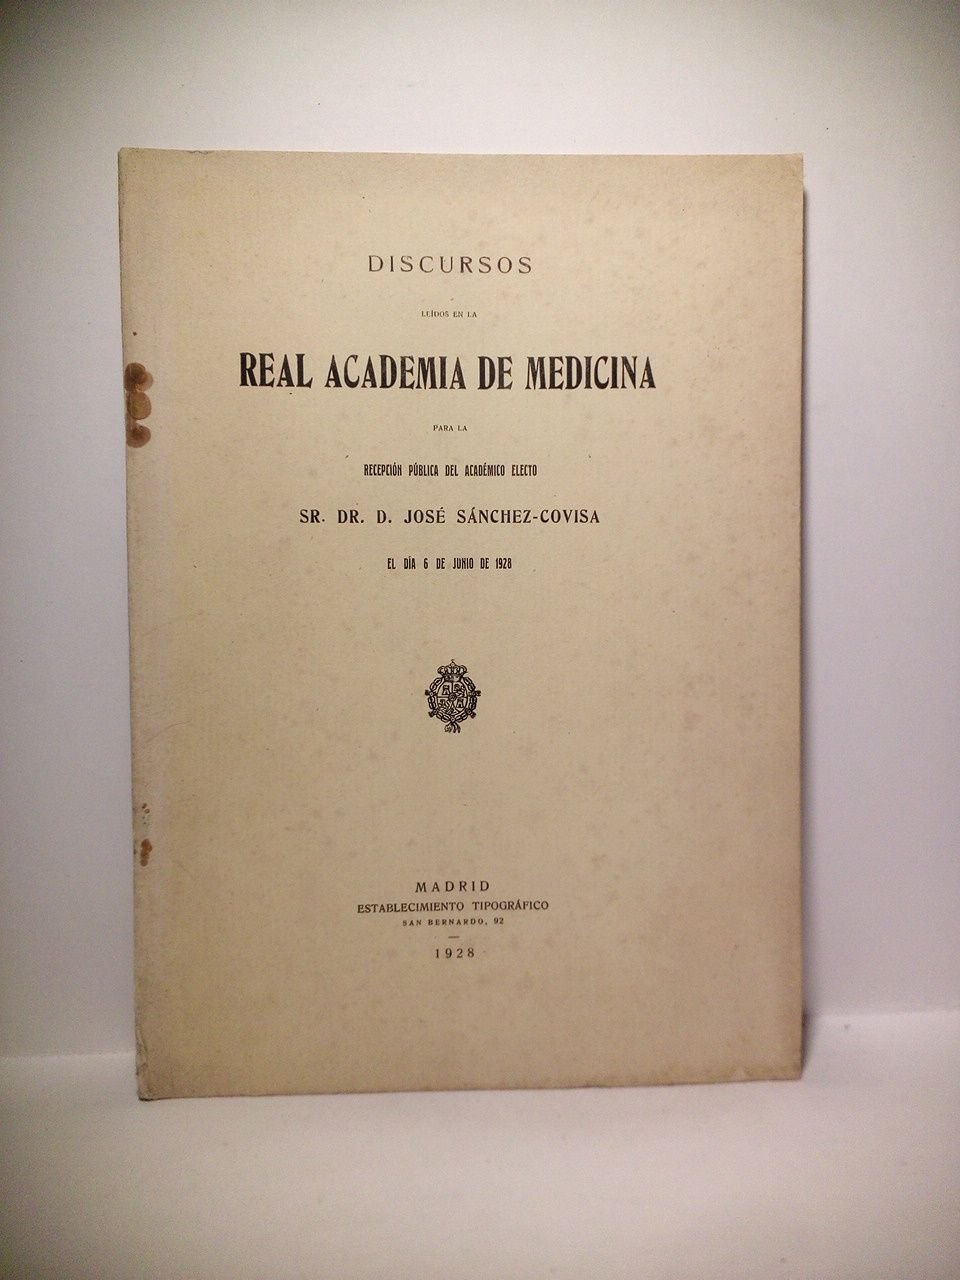 DISCURSOS
LEÍDOS EN LA
REAL ACADEMIA DE MEDICINA
PARA LA
RECEPCIÓN PÚBLICA DEL ACADÉMICO ELECTO
SR. DR. D. JOSÉ SÁNCHEZ-COVISA
EL DÍA 6 DE JUNIO DE 1928
MADRID
ESTABLECIMIENTO TIPOGRÁFICO
SAN BERNARDO, 92
—
1928